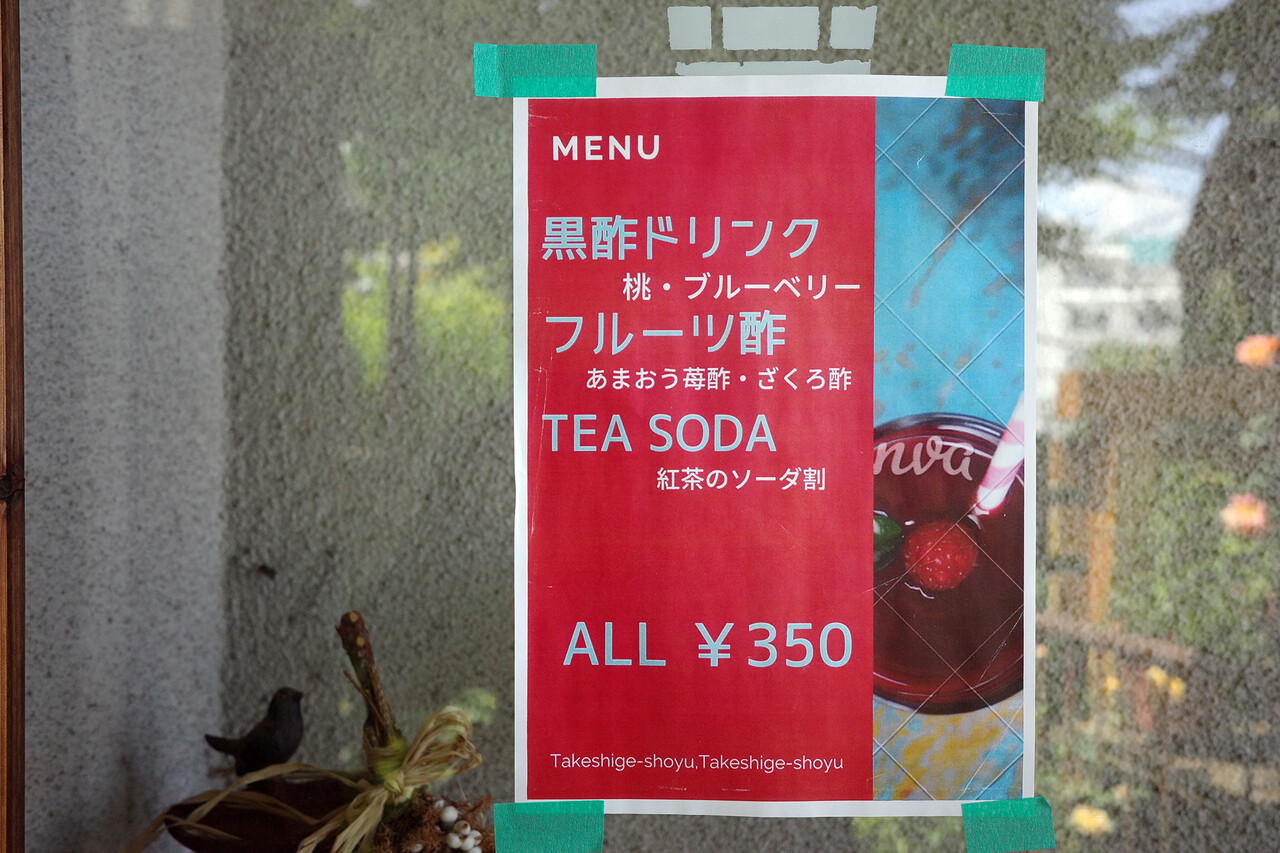 MENU
黒酢ドリンク
桃・ブルーベリー
フルーツ酢
あまおう苺酢・ざくろ酢
TEA SODA
紅茶のソーダ割
ALL ￥350
Takeshige-shoyu,Takeshige-shoyu
nva